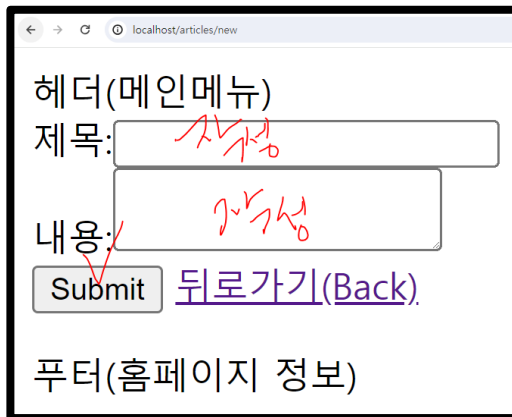 localhost/articles/new
헤더(메인메뉴)
제목: 작성
내용: 작성
Submit 뒤로가기(Back)
푸터(홈페이지 정보)